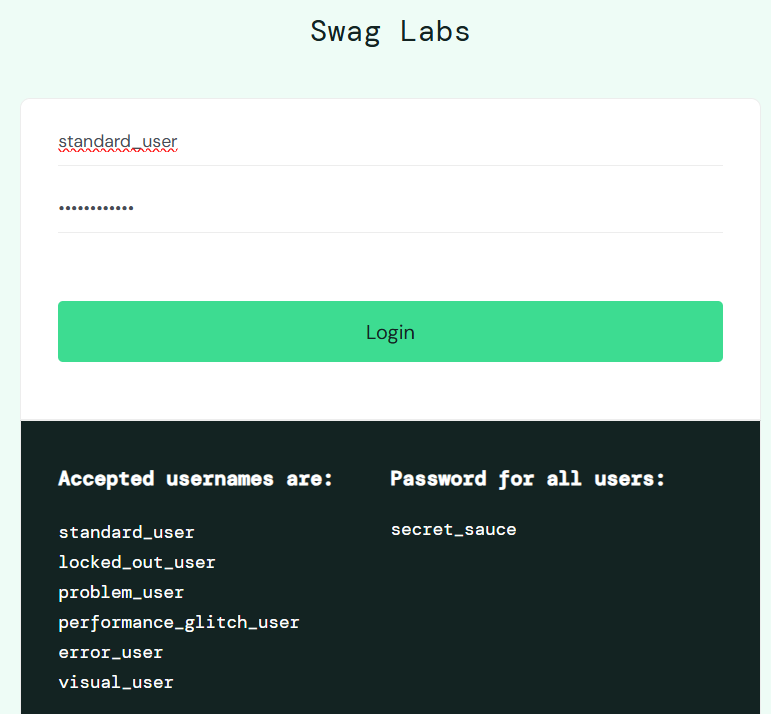 Swag Labs
standard_user
••••••••••••
Login
Accepted usernames are:
standard_user
locked_out_user
problem_user
performance_glitch_user
error_user
visual_user
Password for all users:
secret_sauce